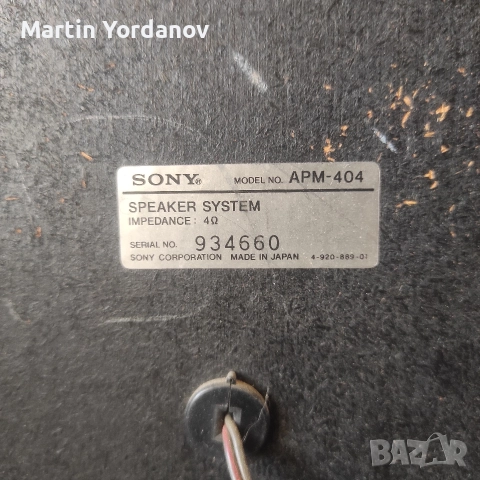 Martin Yordanov
SONY® MODEL NO. APM-404
SPEAKER SYSTEM
IMPEDANCE: 4Ω
SERIAL NO. 934660
SONY CORPORATION MADE IN JAPAN 4-920-889-01
BAZAR